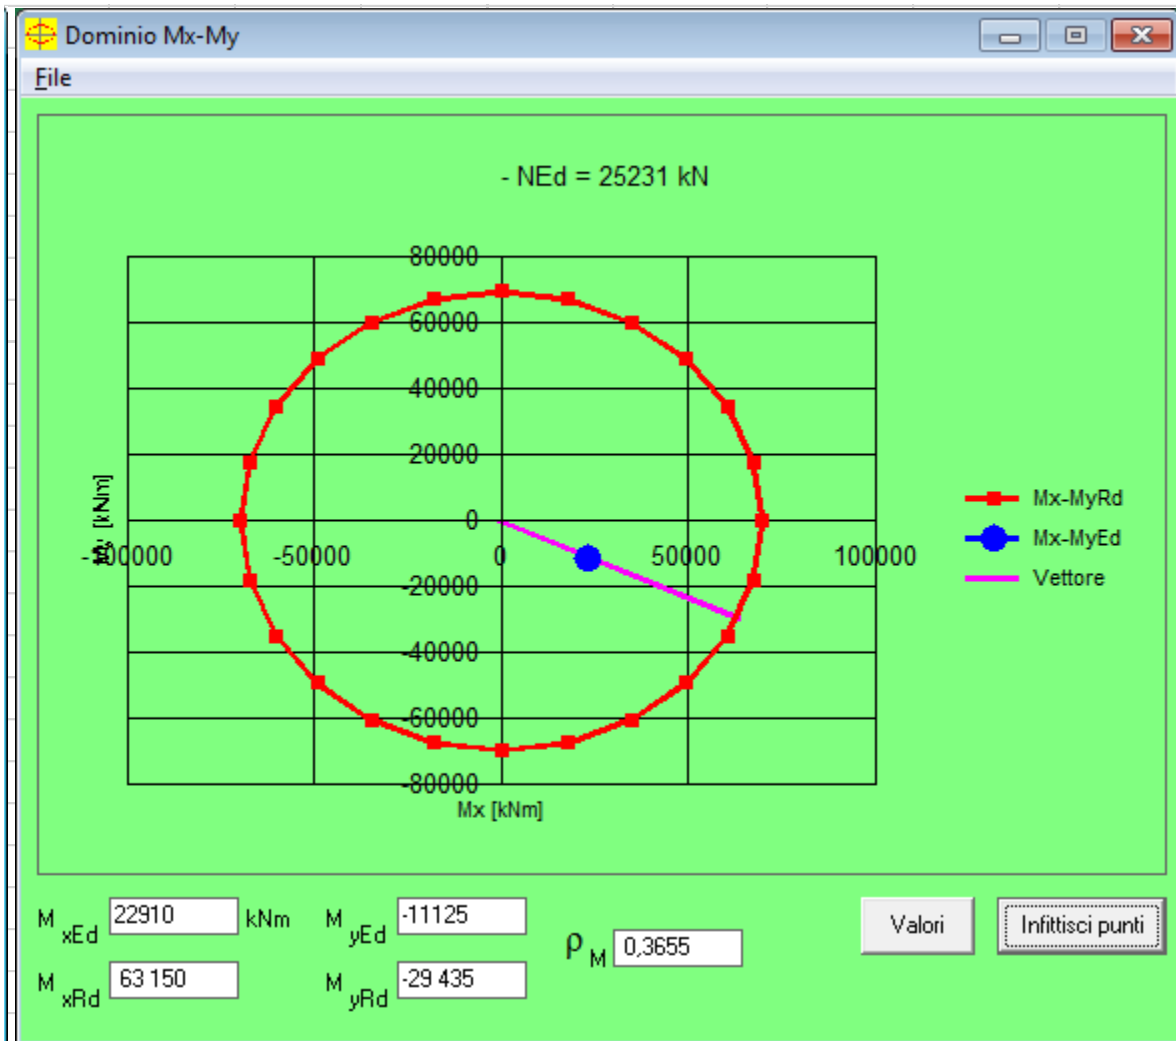 Dominio Mx-My
File
- NEd = 25231 kN
80000
60000
40000
20000
0
-100000 -50000 0 50000 100000
-20000
-40000
-60000
-80000
Mx [kNm]
[kNm]
Mx-MyRd
Mx-MyEd
Vettore
M xEd 22910 kNm M yEd -11125
ρ M 0,3655
Valori Infittisci punti
M xRd 63 150 M yRd -29 435